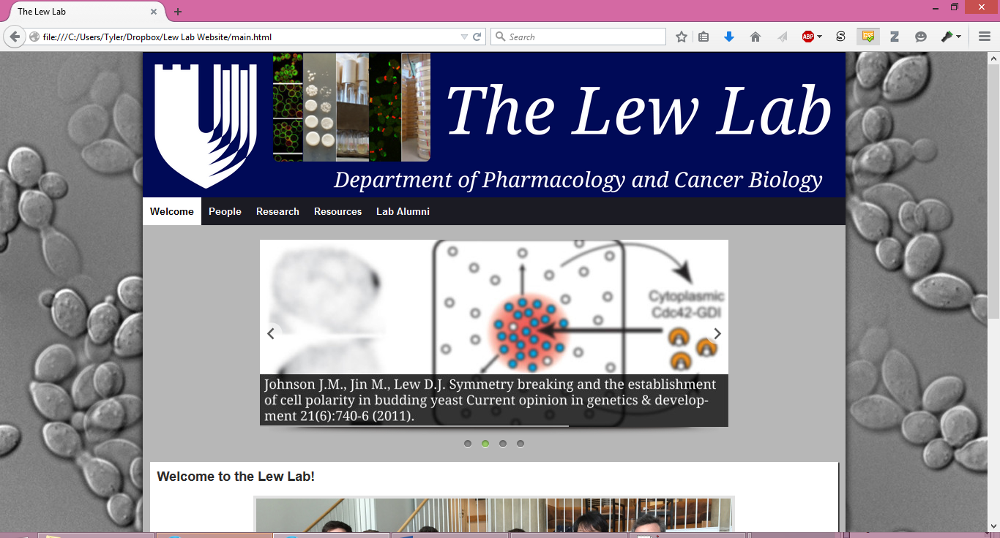 The Lew Lab
file:///C:/Users/Tyler/Dropbox/Lew Lab Website/main.html
Search
ABP
S
Z
The Lew Lab
Department of Pharmacology and Cancer Biology
Welcome People Research Resources Lab Alumni
Cytoplasmic
Cdc42-GDI
Johnson J.M., Jin M., Lew D.J. Symmetry breaking and the establishment
of cell polarity in budding yeast Current opinion in genetics & develop-
ment 21(6):740-6 (2011).
Welcome to the Lew Lab!